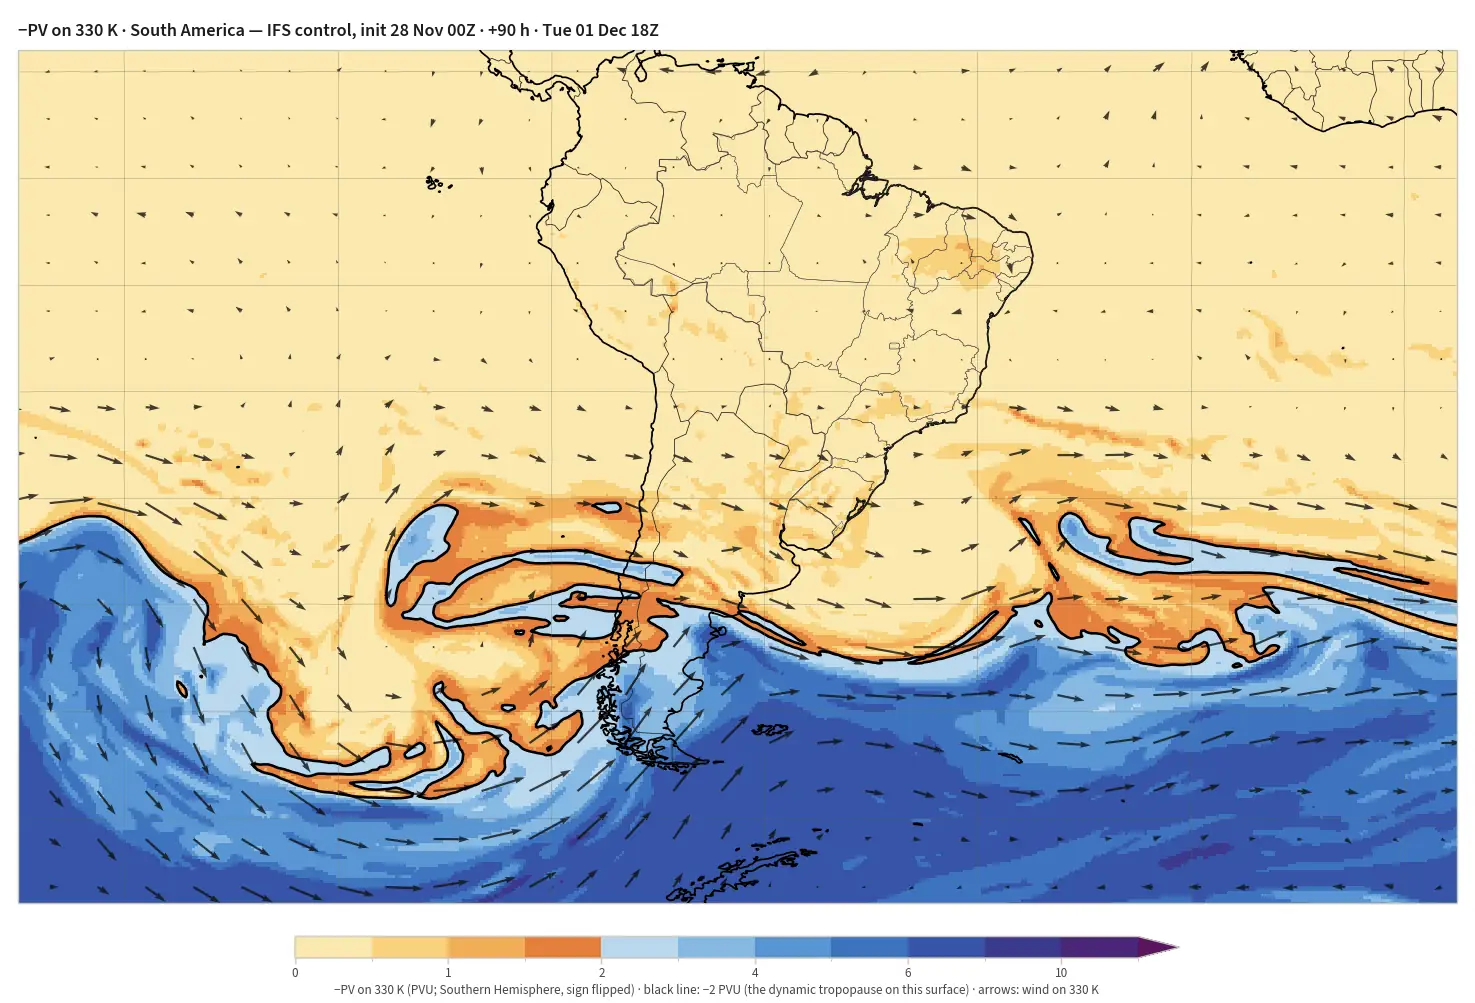 −PV on 330 K · South America — IFS control, init 28 Nov 00Z · +90 h · Tue 01 Dec 18Z
0 1 2 4 6 10
−PV on 330 K (PVU; Southern Hemisphere, sign flipped) · black line: −2 PVU (the dynamic tropopause on this surface) · arrows: wind on 330 K